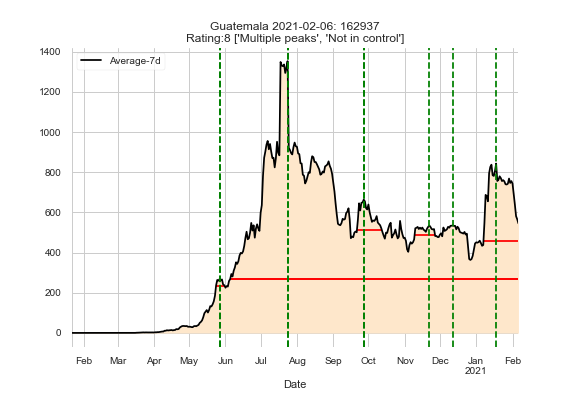 Guatemala 2021-02-06: 162937
Rating:8 ['Multiple peaks', 'Not in control']
1400
Average-7d
1200
1000
800
600
400
200
0
Feb Mar Apr May Jun Jul Aug Sep Oct Nov Dec Jan Feb
2021
Date